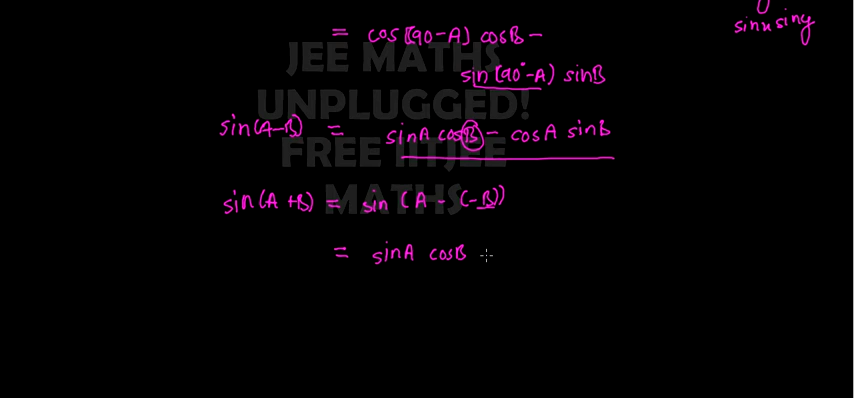 = cos(90-A) cosB -
sinx siny
sin(90°-A) sinB
sin(A-B) = sinA cosB - cosA sinB
sin(A+B) = sin(A-(-B))
= sinA cosB
JEE MATHS
UNPLUGGED!
FREE IITJEE
MATHS